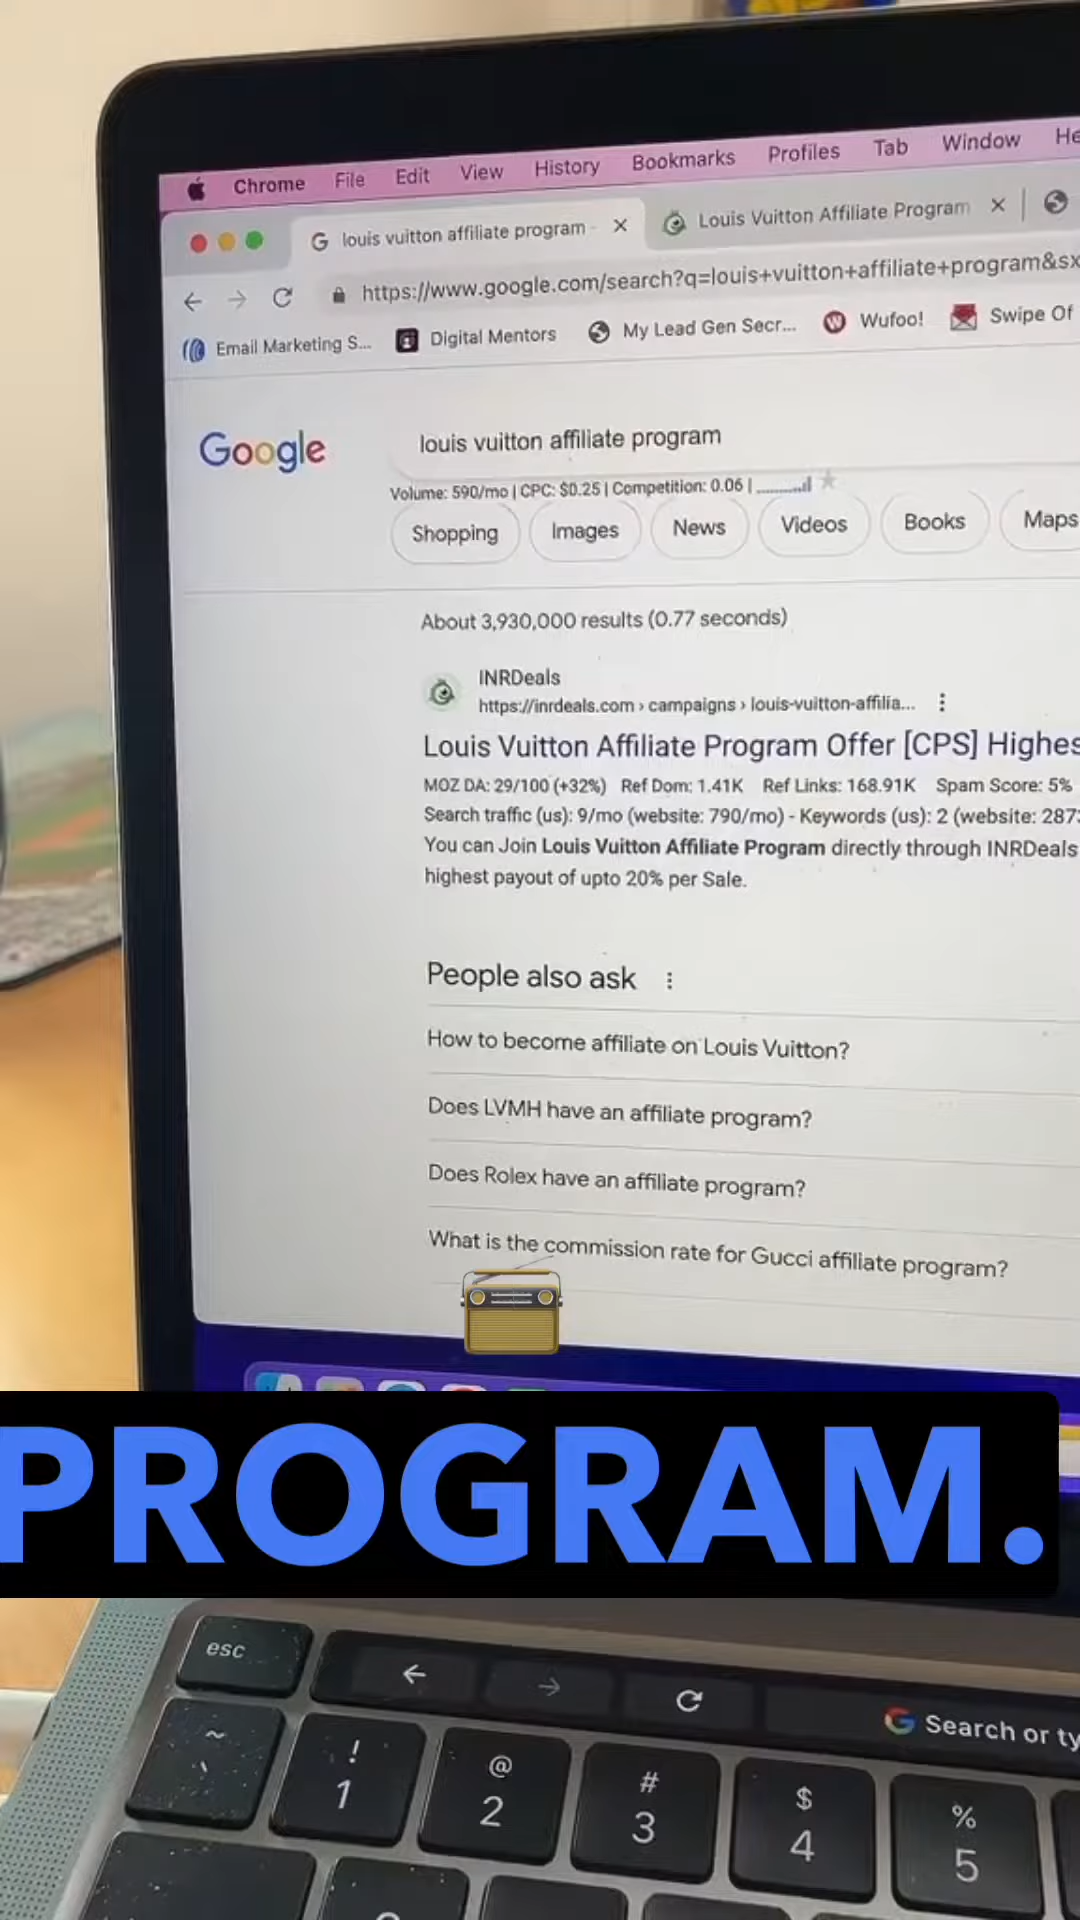 Chrome File Edit View History Bookmarks Profiles Tab Window
louis vuitton affiliate program - Louis Vuitton Affiliate Program
https://www.google.com/search?q=louis+vuitton+affiliate+program&sx
Email Marketing S... Digital Mentors My Lead Gen Secr... Wufoo! Swipe Of
Google louis vuitton affiliate program
Volume: 590/mo | CPC: $0.25 | Competition: 0.06 |
Shopping Images News Videos Books Maps
About 3,930,000 results (0.77 seconds)
INRDeals
https://inrdeals.com › campaigns › louis-vuitton-affilia...
Louis Vuitton Affiliate Program Offer [CPS] Highes
MOZ DA: 29/100 (+32%) Ref Dom: 1.41K Ref Links: 168.91K Spam Score: 5%
Search traffic (us): 9/mo (website: 790/mo) - Keywords (us): 2 (website: 287
You can Join Louis Vuitton Affiliate Program directly through INRDeals
highest payout of upto 20% per Sale.
People also ask
How to become affiliate on Louis Vuitton?
Does LVMH have an affiliate program?
Does Rolex have an affiliate program?
What is the commission rate for Gucci affiliate program?
PROGRAM.
esc
G Search or ty
~ ! @ # $ %
` 1 2 3 4 5